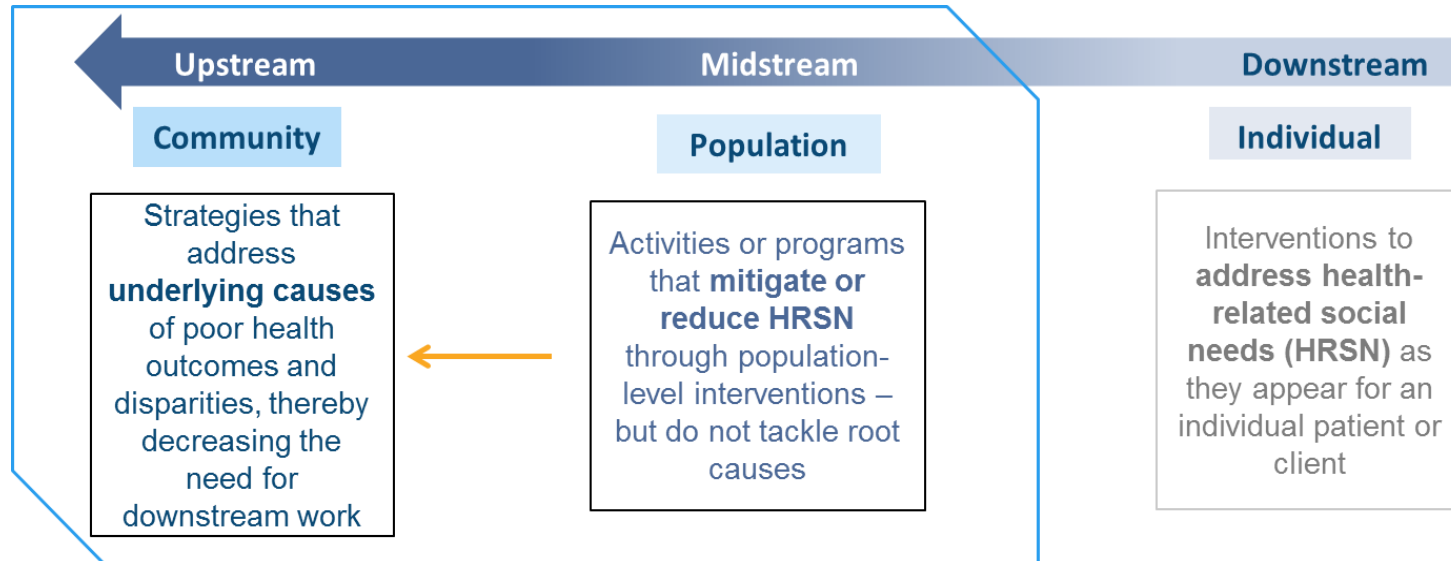 Upstream
Midstream
Downstream
Community
Population
Individual
Strategies that
address
underlying causes
of poor health
outcomes and
disparities, thereby
decreasing the
need for
downstream work
Activities or programs
that mitigate or
reduce HRSN
through population-
level interventions –
but do not tackle root
causes
Interventions to
address health-
related social
needs (HRSN) as
they appear for an
individual patient or
client